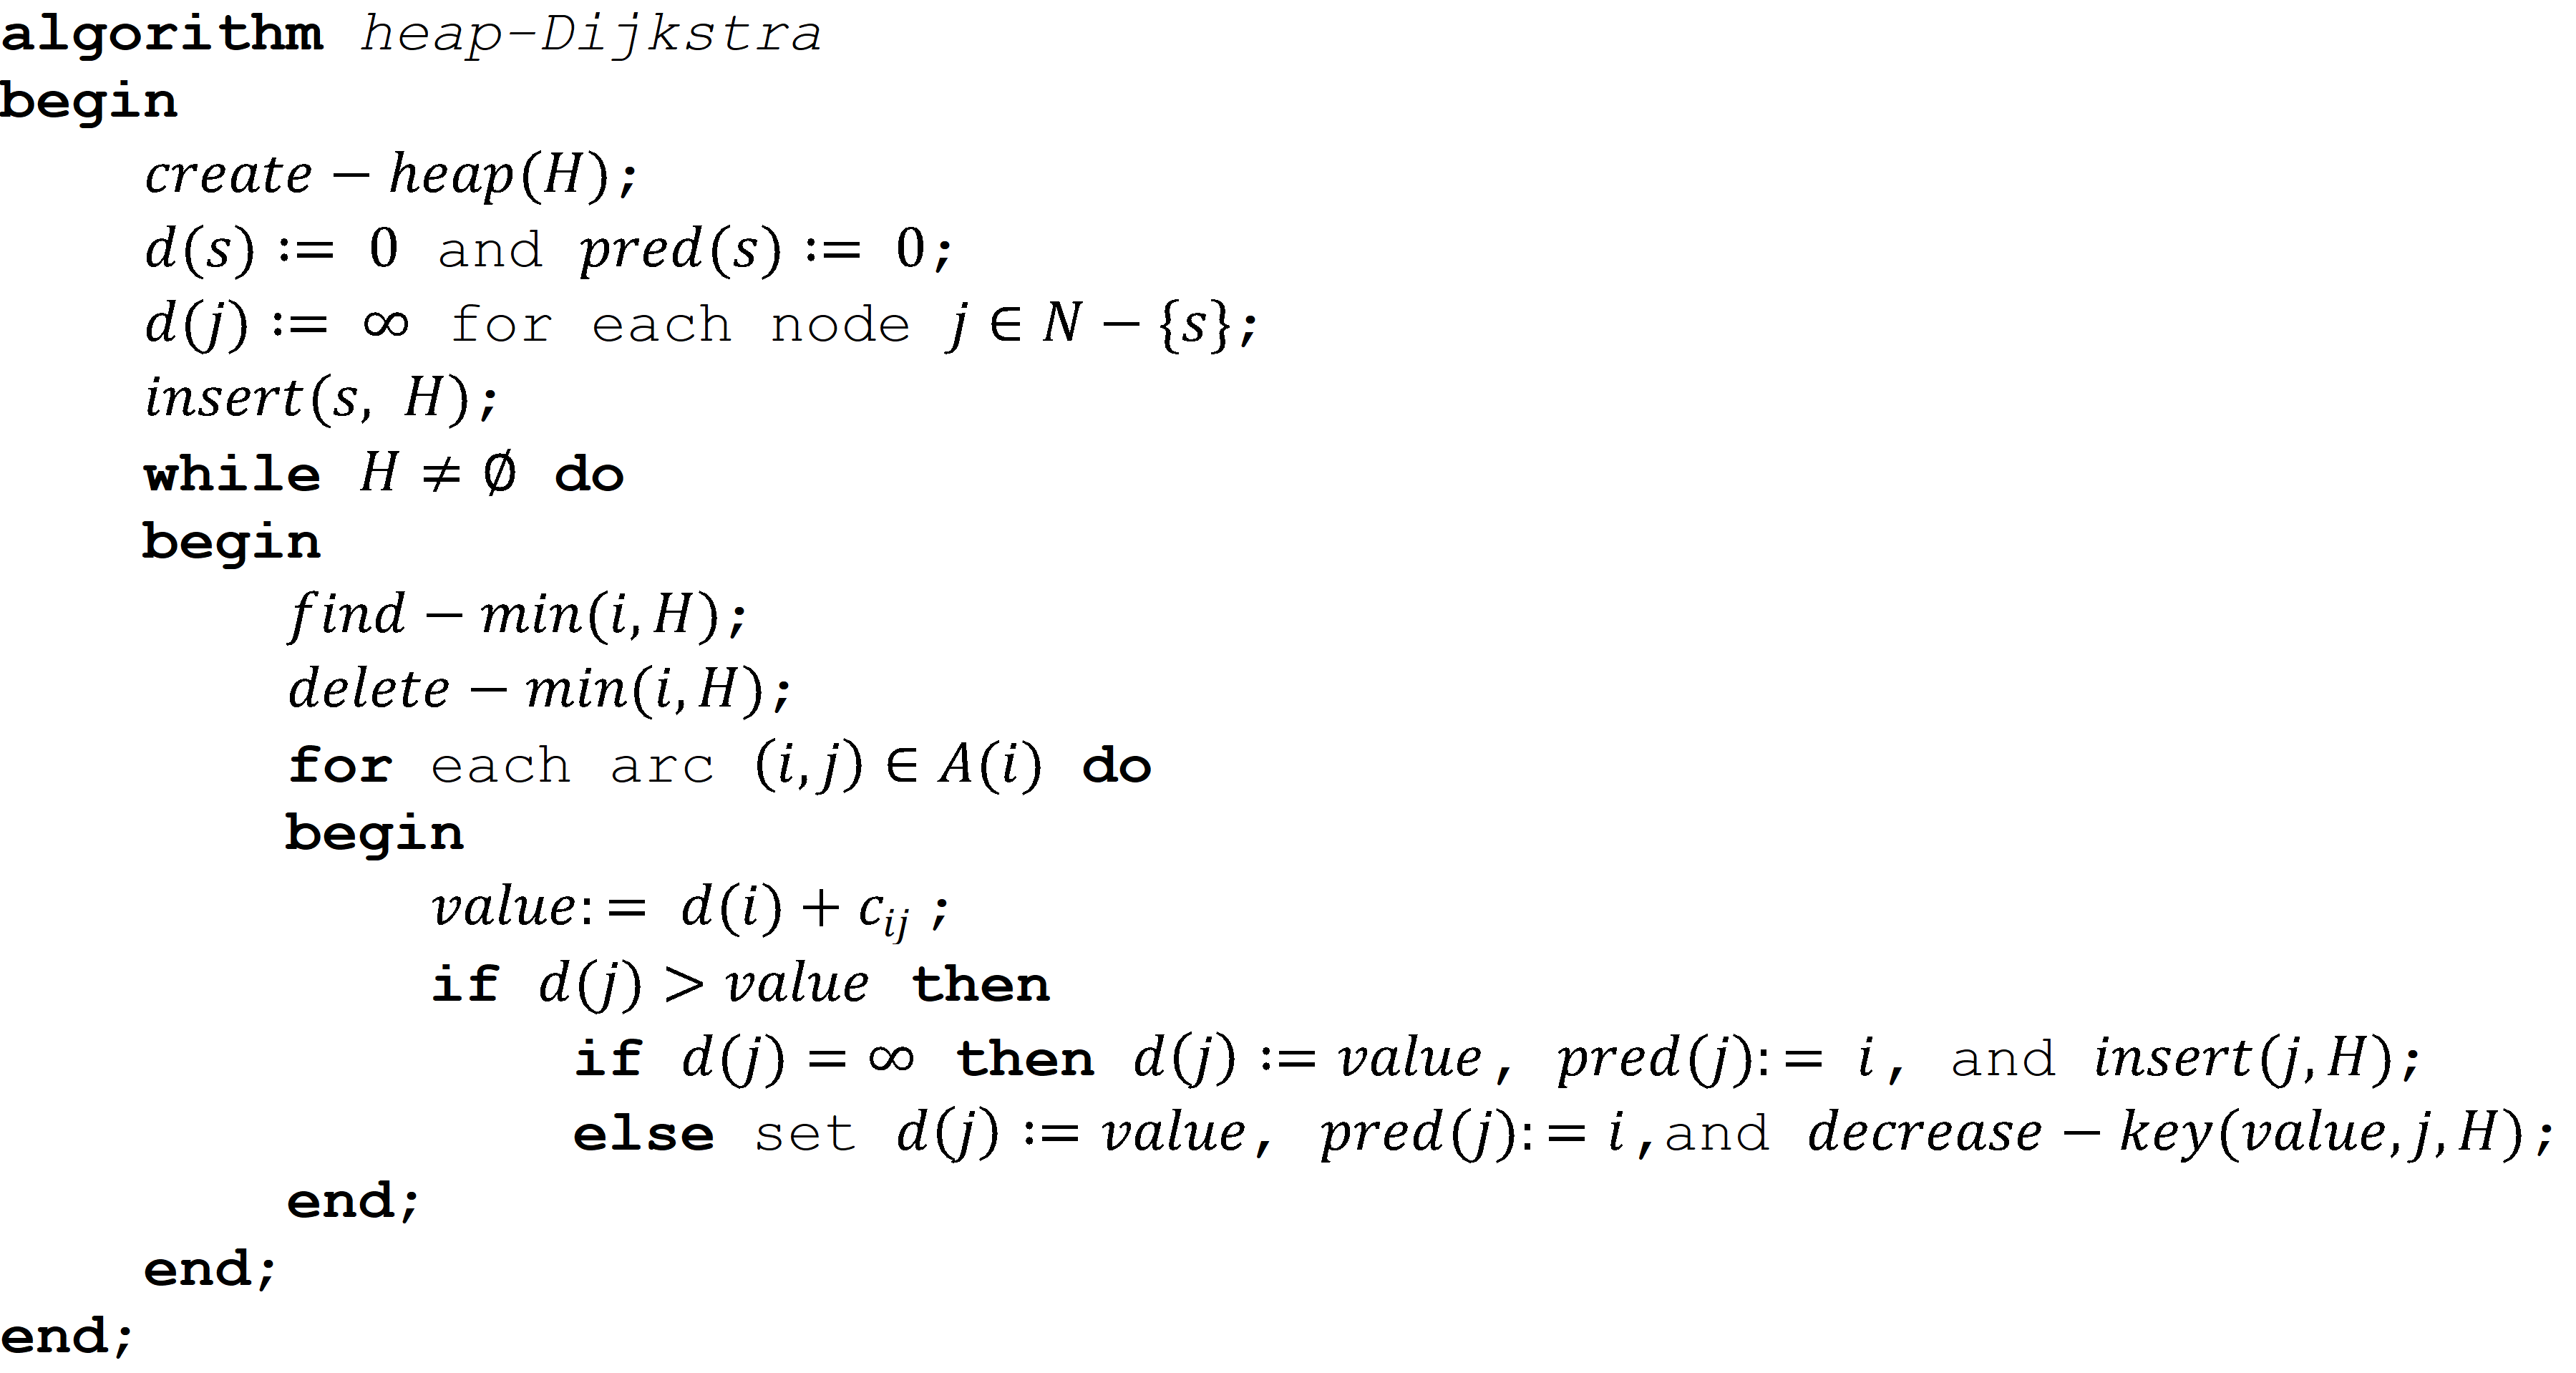 algorithm heap-Dijkstra
begin
create − heap(H);
d(s) := 0 and pred(s) := 0;
d(j) := ∞ for each node j ∈ N − {s};
insert(s, H);
while H ≠ ∅ do
begin
find − min(i, H);
delete − min(i, H);
for each arc (i, j) ∈ A(i) do
begin
value: = d(i) + c_{ij} ;
if d(j) > value then
if d(j) = ∞ then d(j) := value, pred(j): = i, and insert(j, H);
else set d(j) := value, pred(j): = i,and decrease − key(value, j, H);
end;
end;
end;